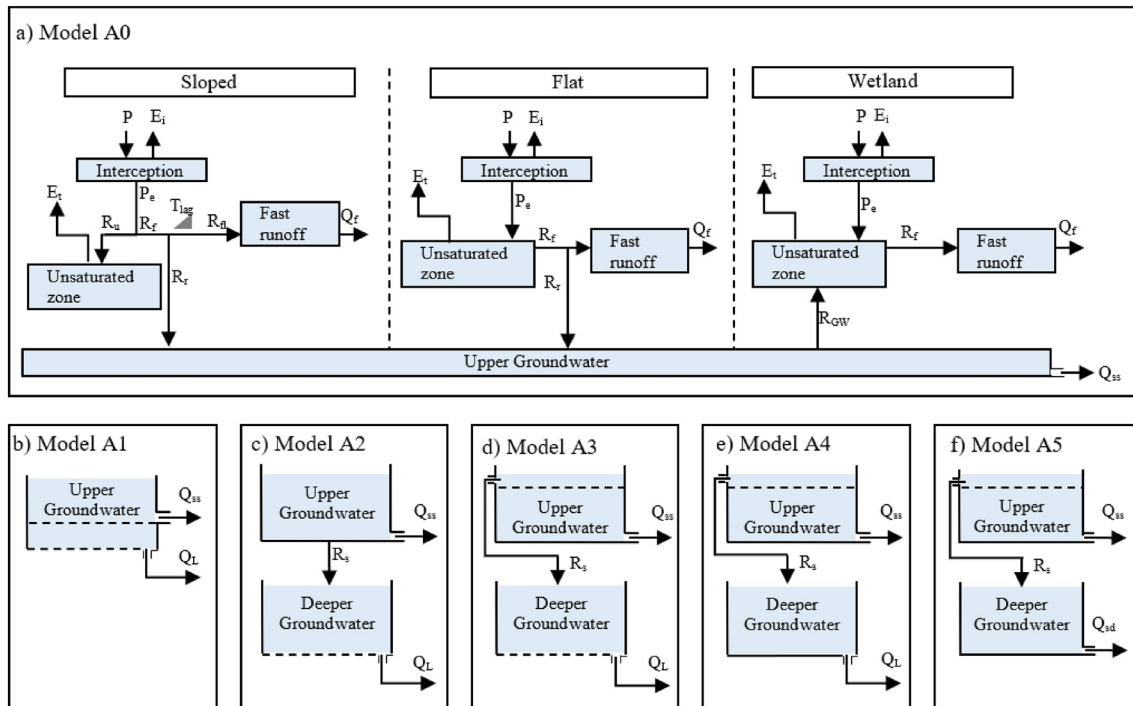 a) Model A0
Sloped
Flat
Wetland
P
Ei
Interception
Et
Pe
Tlag
Ru
Rf
Rfl
Fast
runoff
Qf
Unsaturated
zone
Rr
P
Ei
Interception
Et
Pe
Unsaturated
zone
Rf
Fast
runoff
Qf
Rr
P
Ei
Interception
Et
Pe
Unsaturated
zone
Rf
Fast
runoff
Qf
RGW
Upper Groundwater
Qss
b) Model A1
Upper
Groundwater
Qss
QL
c) Model A2
Upper
Groundwater
Qss
Rs
Deeper
Groundwater
QL
d) Model A3
Upper
Groundwater
Qss
Rs
Deeper
Groundwater
QL
e) Model A4
Upper
Groundwater
Qss
Rs
Deeper
Groundwater
QL
f) Model A5
Upper
Groundwater
Qss
Rs
Deeper
Groundwater
Qsd